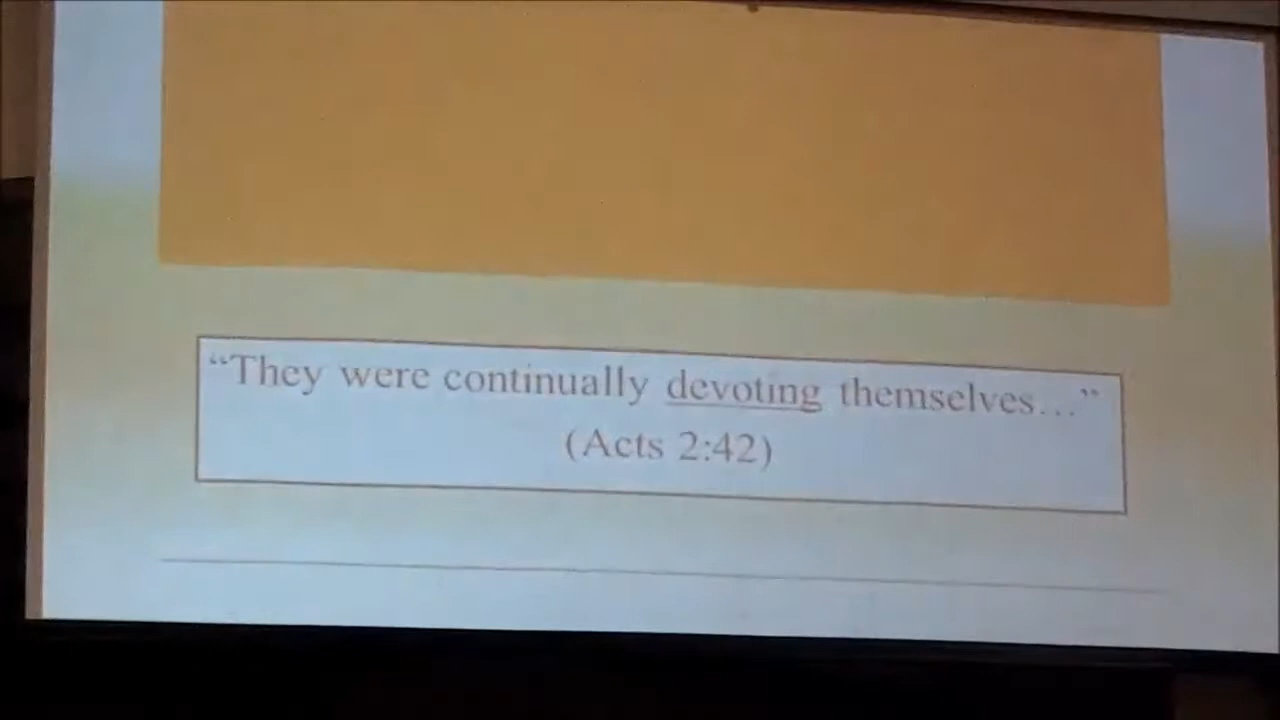 “They were continually devoting themselves…”
(Acts 2:42)